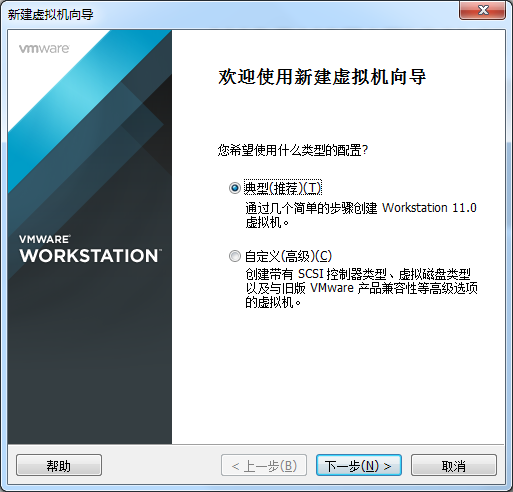 新建虚拟机向导
vmware
欢迎使用新建虚拟机向导
您希望使用什么类型的配置?
典型(推荐)(T)
通过几个简单的步骤创建 Workstation 11.0
虚拟机。
VMWARE®
WORKSTATION™
自定义(高级)(C)
创建带有 SCSI 控制器类型、虚拟磁盘类型
以及与旧版 VMware 产品兼容性等高级选项
的虚拟机。
帮助
< 上一步(B)
下一步(N) >
取消